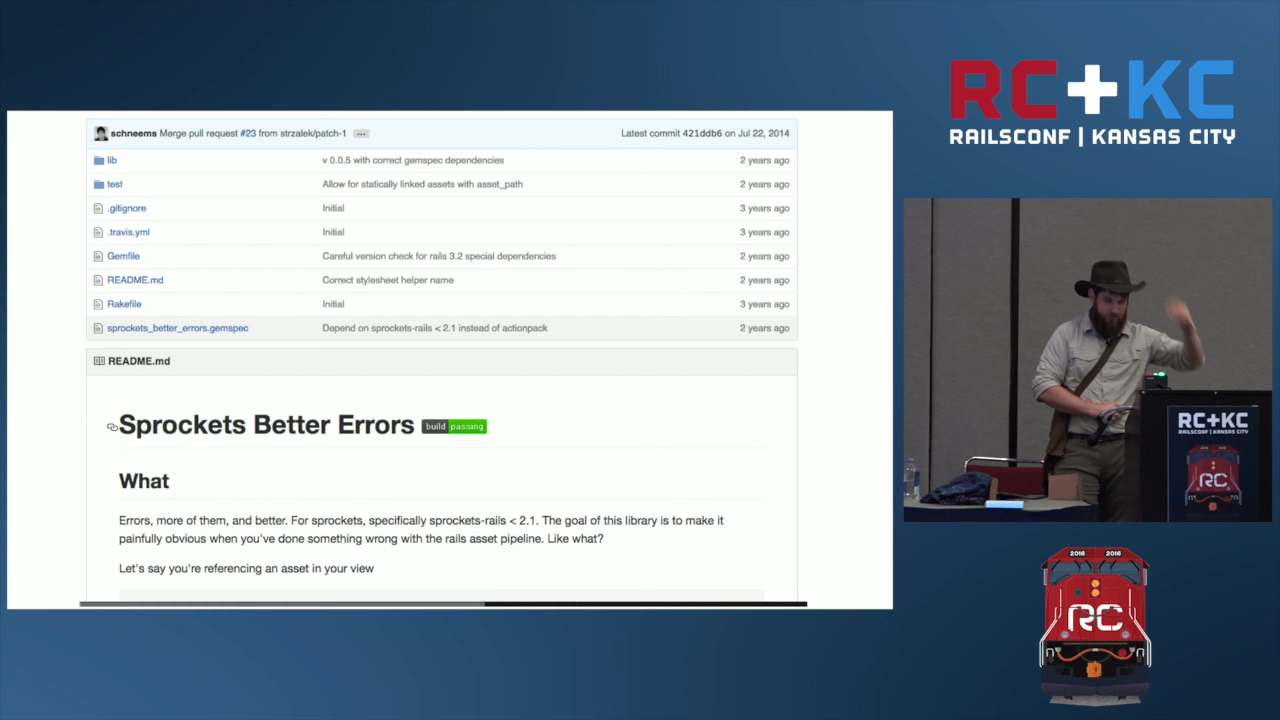 schneems Merge pull request #23 from strzalek/patch-1 ... Latest commit 421ddb6 on Jul 22, 2014
lib v 0.0.5 with correct gemspec dependencies 2 years ago
test Allow for statically linked assets with asset_path 2 years ago
.gitignore Initial 3 years ago
.travis.yml Initial 3 years ago
Gemfile Careful version check for rails 3.2 special dependencies 2 years ago
README.md Correct stylesheet helper name 2 years ago
Rakefile Initial 3 years ago
sprockets_better_errors.gemspec Depend on sprockets-rails < 2.1 instead of actionpack 2 years ago
README.md
Sprockets Better Errors build passing
What
Errors, more of them, and better. For sprockets, specifically sprockets-rails < 2.1. The goal of this library is to make it
painfully obvious when you've done something wrong with the rails asset pipeline. Like what?
Let's say you're referencing an asset in your view
RC+KC
RAILSCONF | KANSAS CITY
RC+KC
RAILSCONF | KANSAS CITY
RC
2016 2016
RC